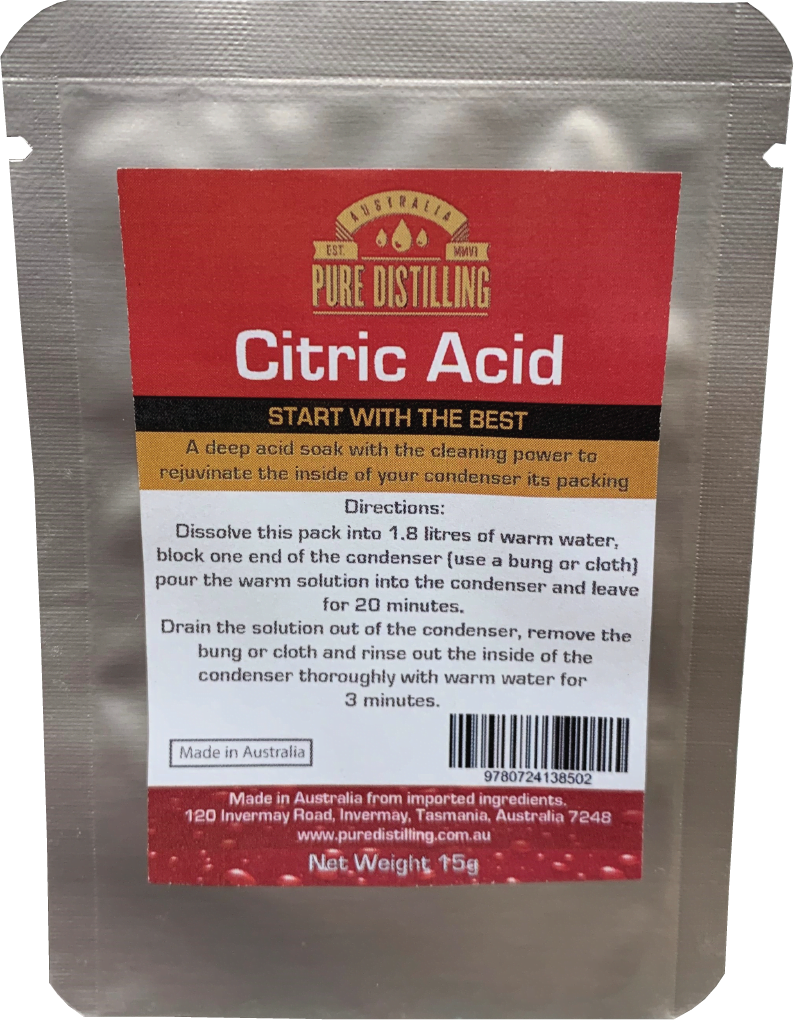 AUSTRALIA
EST. MMVI
PURE DISTILLING
Citric Acid
START WITH THE BEST
A deep acid soak with the cleaning power to
rejuvinate the inside of your condenser its packing
Directions:
Dissolve this pack into 1.8 litres of warm water,
block one end of the condenser (use a bung or cloth)
pour the warm solution into the condenser and leave
for 20 minutes.
Drain the solution out of the condenser, remove the
bung or cloth and rinse out the inside of the
condenser thoroughly with warm water for
3 minutes.
Made in Australia
9780724138502
Made in Australia from imported ingredients.
120 Invermay Road, Invermay, Tasmania, Australia 7248
www.puredistilling.com.au
Net Weight 15g